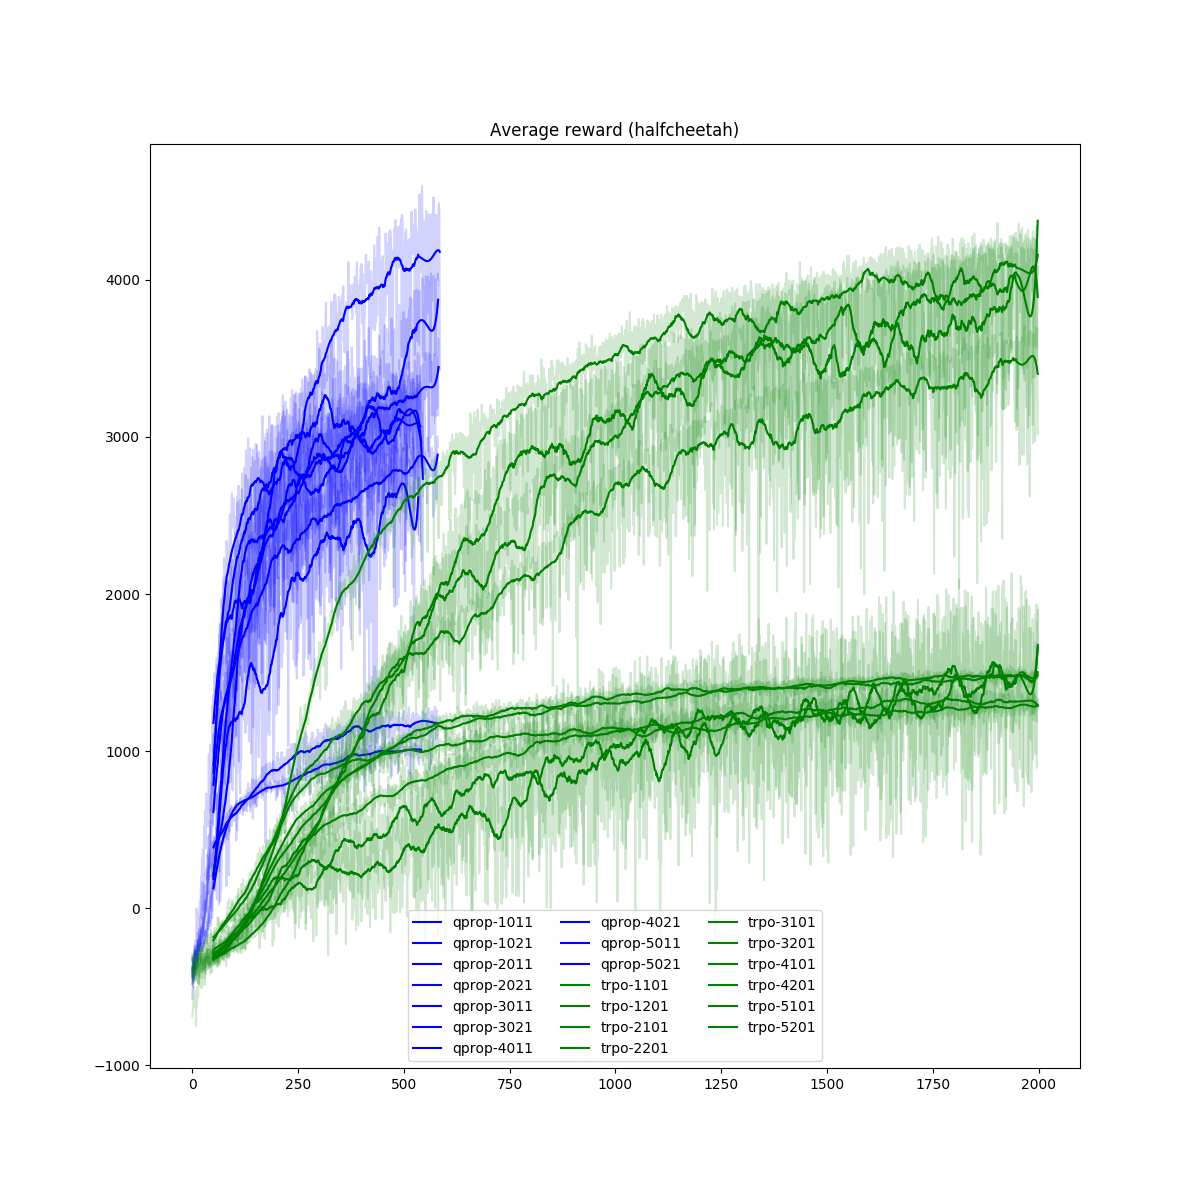 Average reward (halfcheetah)
4000
3000
2000
1000
0
−1000
0 250 500 750 1000 1250 1500 1750 2000
qprop-1011
qprop-1021
qprop-2011
qprop-2021
qprop-3011
qprop-3021
qprop-4011
qprop-4021
qprop-5011
qprop-5021
trpo-1101
trpo-1201
trpo-2101
trpo-2201
trpo-3101
trpo-3201
trpo-4101
trpo-4201
trpo-5101
trpo-5201